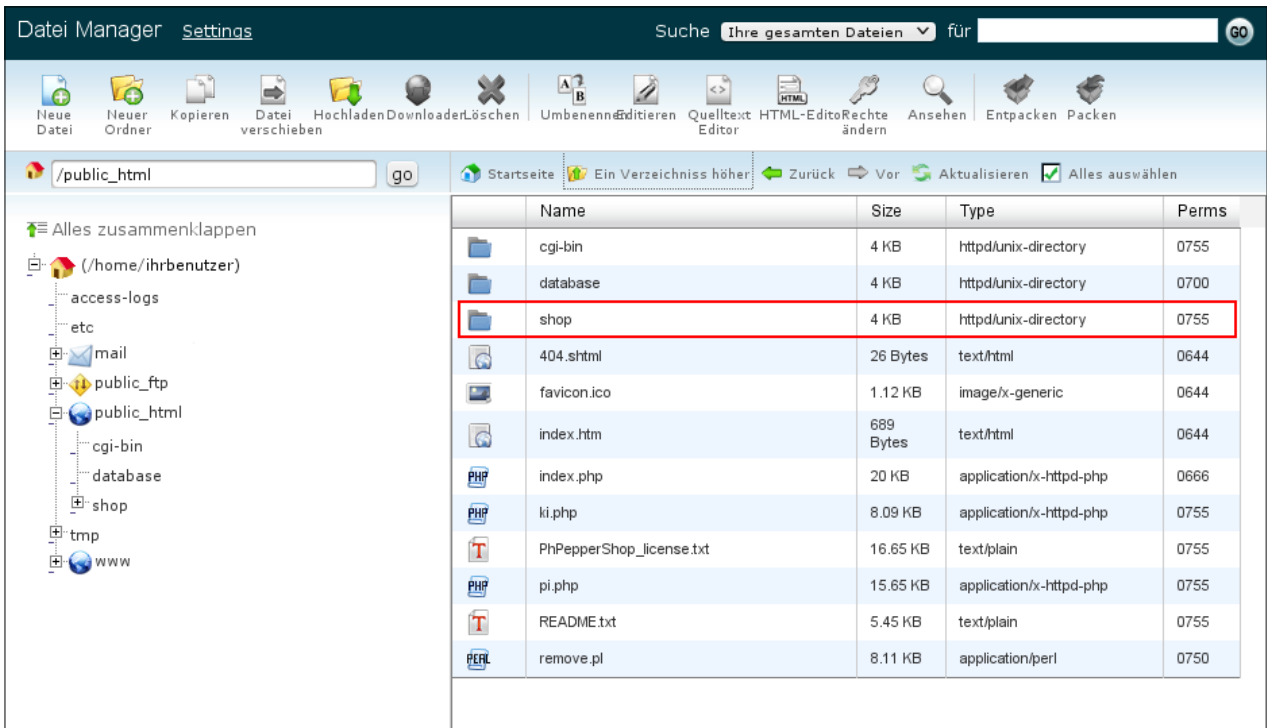 Datei Manager Settings Suche Ihre gesamten Dateien für GO
Neue Datei
Neuer Ordner
Kopieren
Datei verschieben
Hochladen
Downloaden
Löschen
Umbenennen
Editieren
Quelltext Editor
HTML-Editor
Rechte ändern
Ansehen
Entpacken
Packen
/public_html go Startseite Ein Verzeichniss höher Zurück Vor Aktualisieren Alles auswählen
Alles zusammenklappen
(/home/ihrbenutzer)
access-logs
etc
mail
public_ftp
public_html
cgi-bin
database
shop
tmp
www
Name Size Type Perms
cgi-bin 4 KB httpd/unix-directory 0755
database 4 KB httpd/unix-directory 0700
shop 4 KB httpd/unix-directory 0755
404.shtml 26 Bytes text/html 0644
favicon.ico 1.12 KB image/x-generic 0644
index.htm 689 Bytes text/html 0644
PHP index.php 20 KB application/x-httpd-php 0666
PHP ki.php 8.09 KB application/x-httpd-php 0755
T PhPepperShop_license.txt 16.65 KB text/plain 0755
PHP pi.php 15.65 KB application/x-httpd-php 0755
T README.txt 5.45 KB text/plain 0755
PERL remove.pl 8.11 KB application/perl 0750